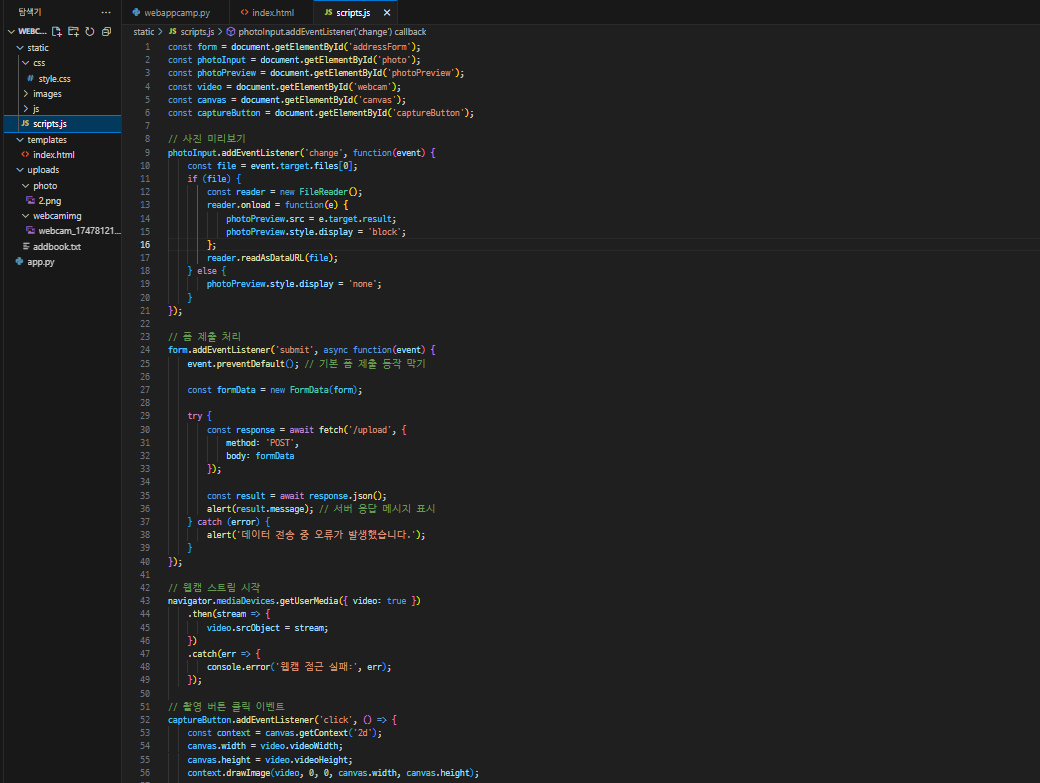 탐색기 ···
webappcamp.py
index.html
JS scripts.js ×
WEBC...
static
css
# style.css
images
js
JS scripts.js
templates
index.html
uploads
photo
2.png
webcamimg
webcam_17478121...
addbook.txt
app.py
static > JS scripts.js > photoInput.addEventListener('change') callback
1 const form = document.getElementById('addressForm');
2 const photoInput = document.getElementById('photo');
3 const photoPreview = document.getElementById('photoPreview');
4 const video = document.getElementById('webcam');
5 const canvas = document.getElementById('canvas');
6 const captureButton = document.getElementById('captureButton');
7
8 // 사진 미리보기
9 photoInput.addEventListener('change', function(event) {
10 const file = event.target.files[0];
11 if (file) {
12 const reader = new FileReader();
13 reader.onload = function(e) {
14 photoPreview.src = e.target.result;
15 photoPreview.style.display = 'block';
16 };
17 reader.readAsDataURL(file);
18 } else {
19 photoPreview.style.display = 'none';
20 }
21 });
22
23 // 폼 제출 처리
24 form.addEventListener('submit', async function(event) {
25 event.preventDefault(); // 기본 폼 제출 동작 막기
26
27 const formData = new FormData(form);
28
29 try {
30 const response = await fetch('/upload', {
31 method: 'POST',
32 body: formData
33 });
34
35 const result = await response.json();
36 alert(result.message); // 서버 응답 메시지 표시
37 } catch (error) {
38 alert('데이터 전송 중 오류가 발생했습니다.');
39 }
40 });
41
42 // 웹캠 스트림 시작
43 navigator.mediaDevices.getUserMedia({ video: true })
44 .then(stream => {
45 video.srcObject = stream;
46 })
47 .catch(err => {
48 console.error('웹캠 접근 실패:', err);
49 });
50
51 // 촬영 버튼 클릭 이벤트
52 captureButton.addEventListener('click', () => {
53 const context = canvas.getContext('2d');
54 canvas.width = video.videoWidth;
55 canvas.height = video.videoHeight;
56 context.drawImage(video, 0, 0, canvas.width, canvas.height);